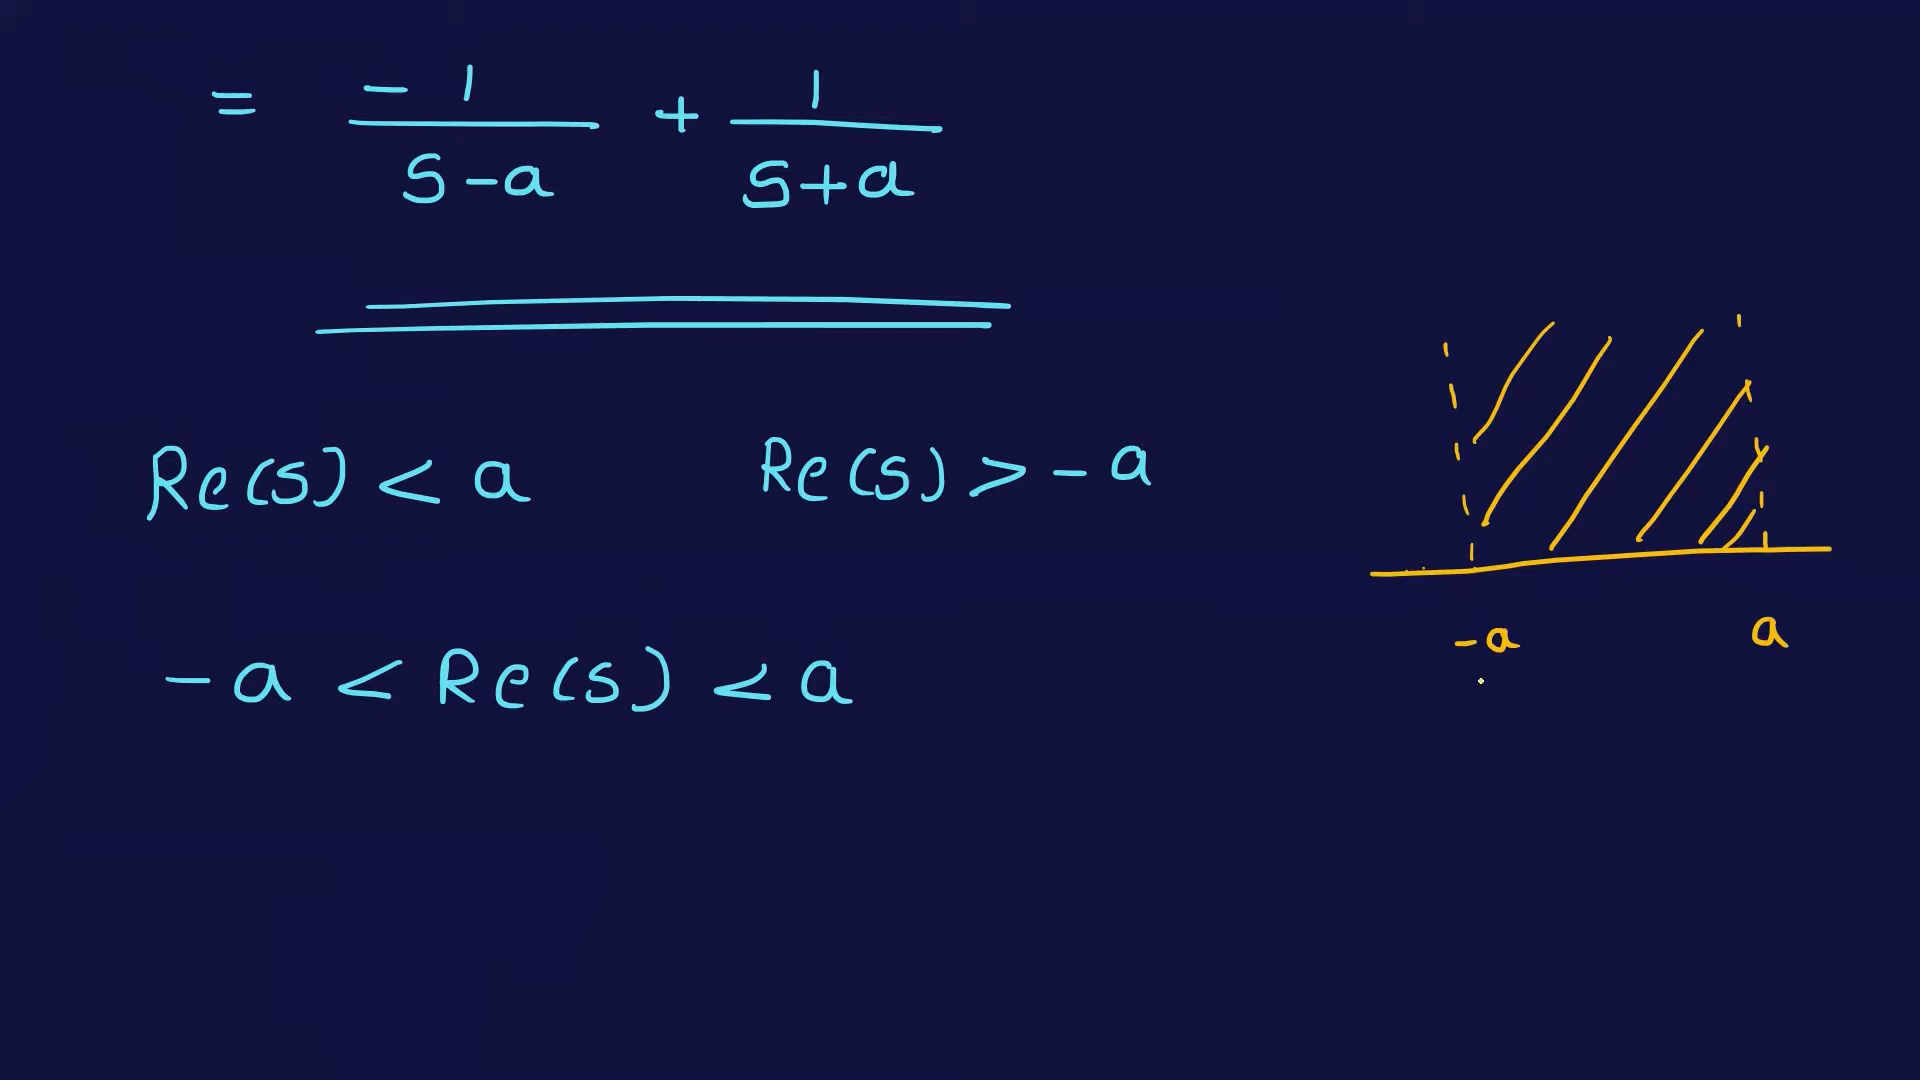 = -1/(s-a) + 1/(s+a)
Re(s) < a    Re(s) > -a
-a < Re(s) < a
-a    a